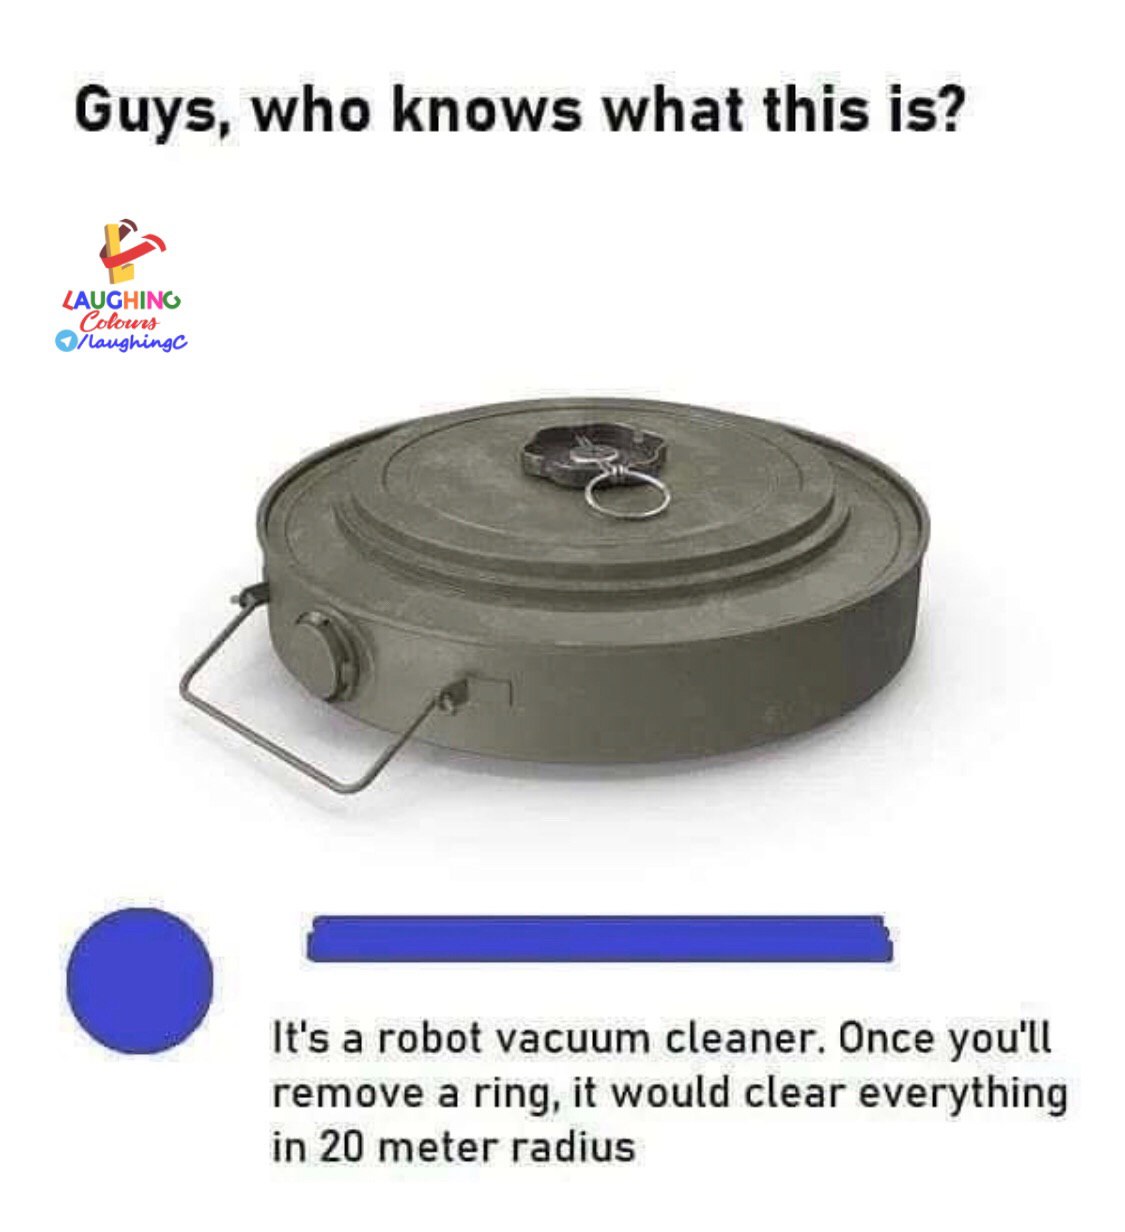 Guys, who knows what this is?
LAUGHING
Colours
/laughingC
It's a robot vacuum cleaner. Once you'll
remove a ring, it would clear everything
in 20 meter radius